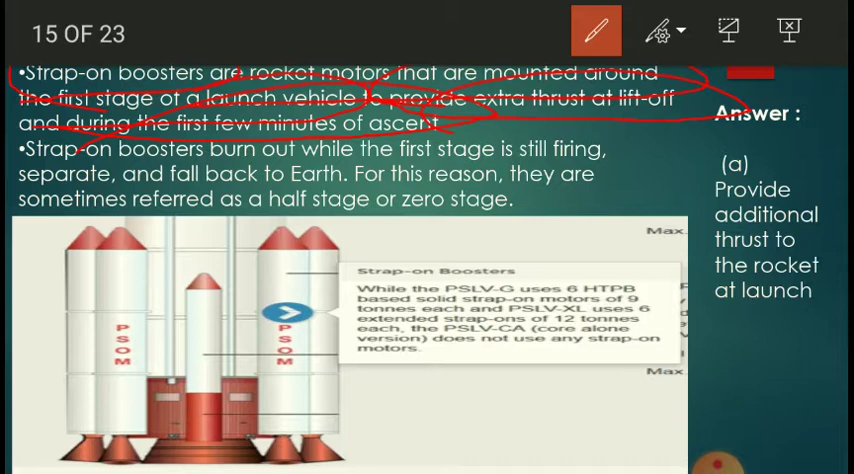 15 OF 23
•Strap-on boosters are rocket motors that are mounted around
the first stage of a launch vehicle to provide extra thrust at lift-off
and during the first few minutes of ascent.
•Strap-on boosters burn out while the first stage is still firing,
separate, and fall back to Earth. For this reason, they are
sometimes referred as a half stage or zero stage.
Answer :
(a)
Provide
additional
thrust to
the rocket
at launch
Max.
Strap-on Boosters
While the PSLV-G uses 6 HTPB
based solid strap-on motors of 9
tonnes each and PSLV-XL uses 6
extended strap-ons of 12 tonnes
each, the PSLV-CA (core alone
version) does not use any strap-on
motors.
Max.
PSOM
PSOM